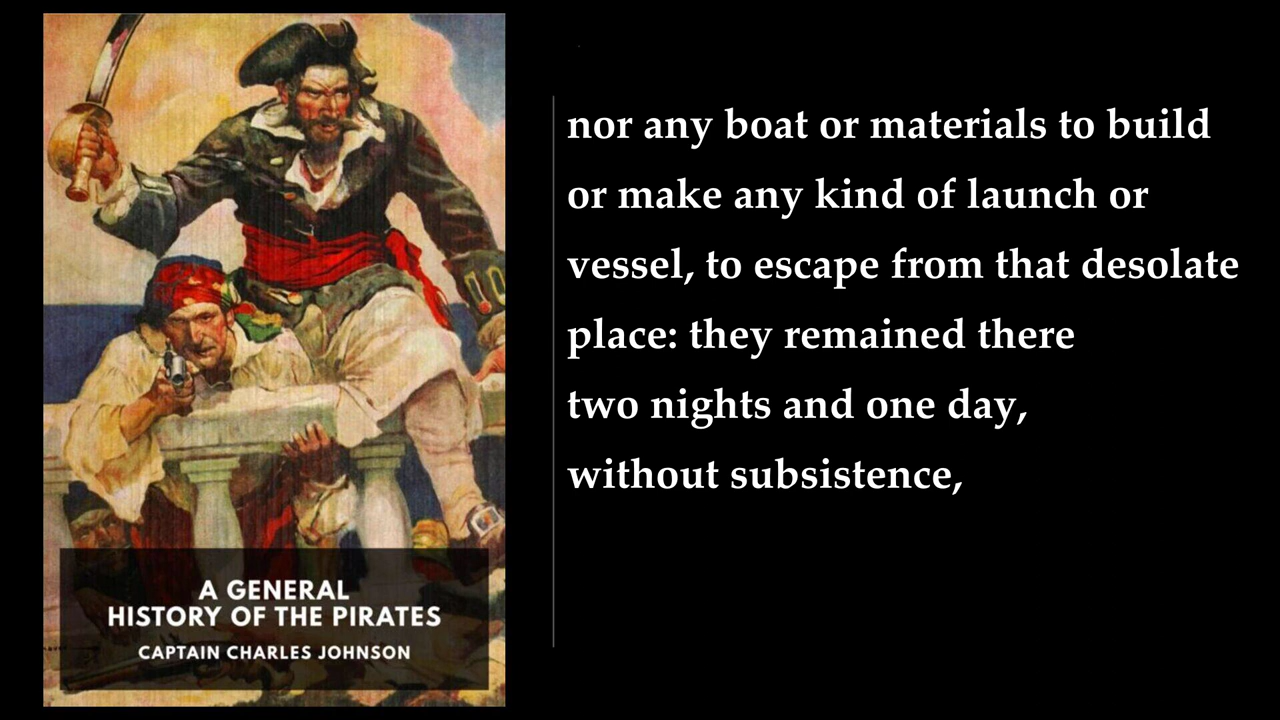 nor any boat or materials to build
or make any kind of launch or
vessel, to escape from that desolate
place: they remained there
two nights and one day,
without subsistence,
A GENERAL
HISTORY OF THE PIRATES
CAPTAIN CHARLES JOHNSON